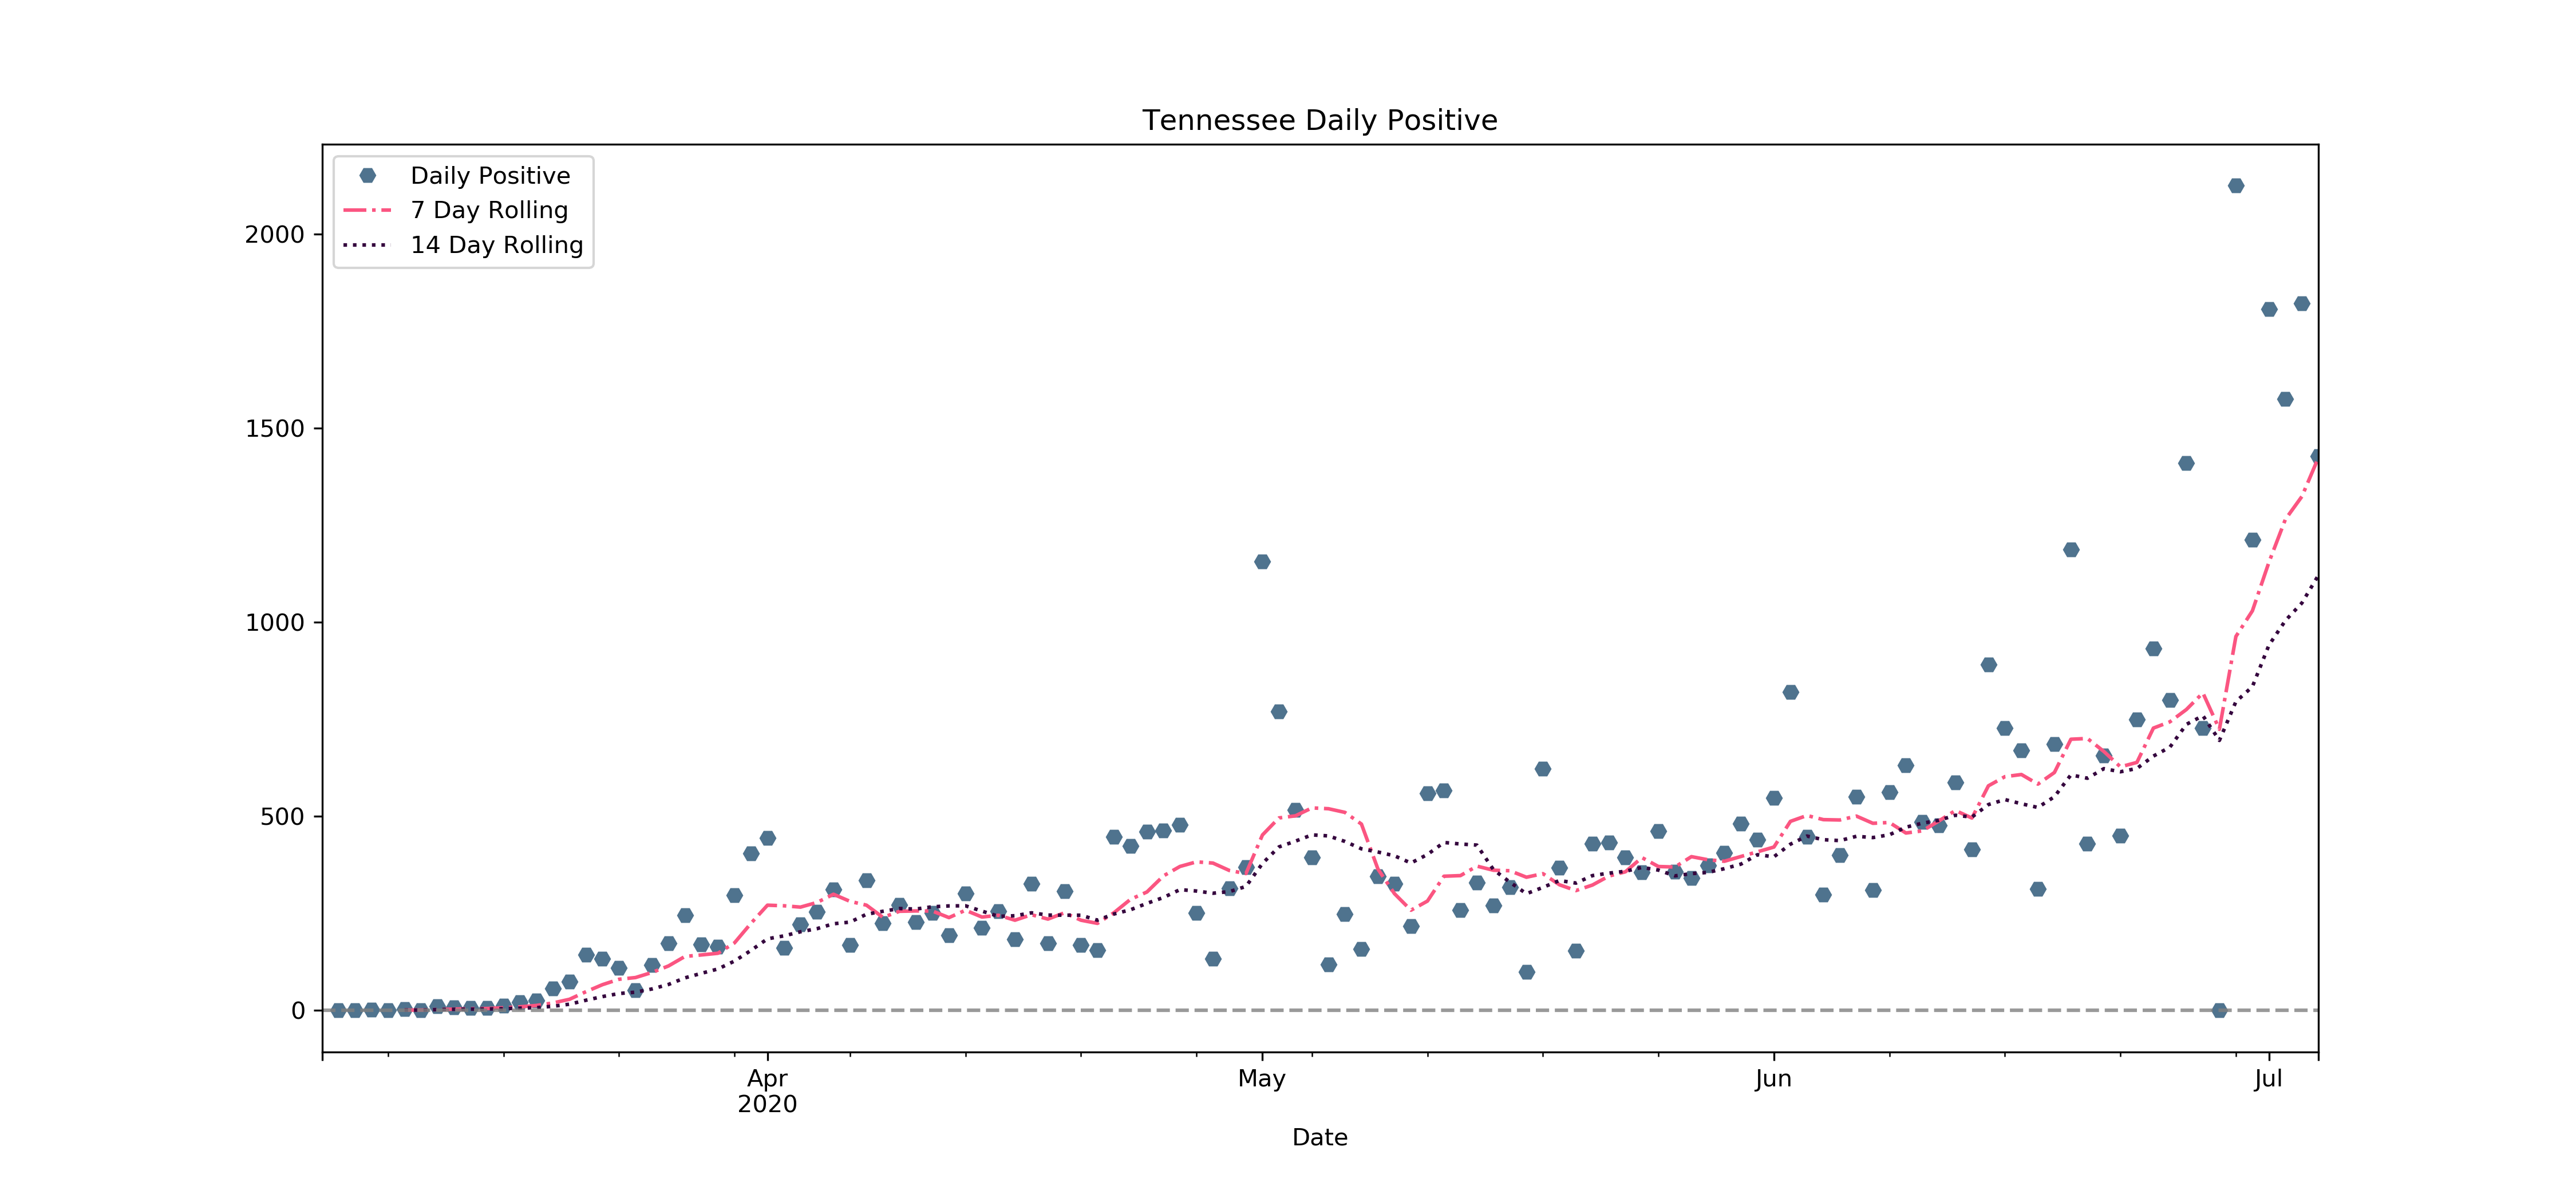 Tennessee Daily Positive
Daily Positive
7 Day Rolling
14 Day Rolling
2000
1500
1000
500
0
Apr
2020
May
Jun
Jul
Date